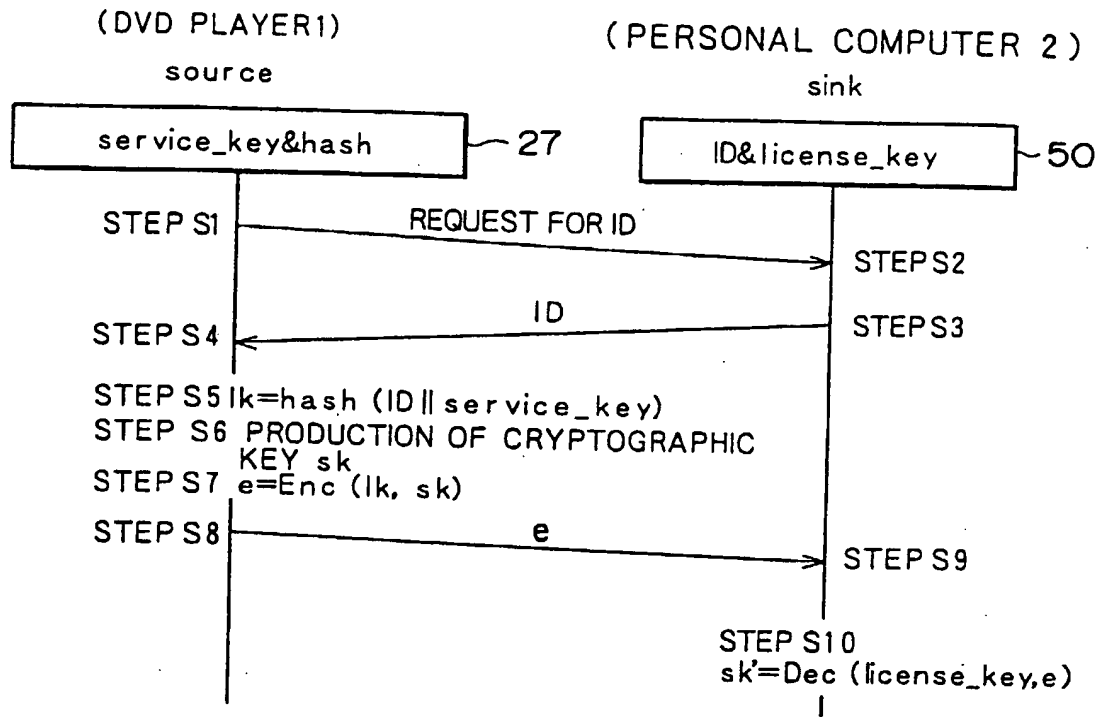 (DVD PLAYER1)
(PERSONAL COMPUTER 2)
source
sink
service_key&hash
27
ID&license_key
50
STEP S1
REQUEST FOR ID
STEP S2
ID
STEP S3
STEP S4
STEP S5 lk=hash (ID || service_key)
STEP S6 PRODUCTION OF CRYPTOGRAPHIC
KEY sk
STEP S7 e=Enc (lk, sk)
STEP S8
e
STEP S9
STEP S10
sk'=Dec (license_key,e)